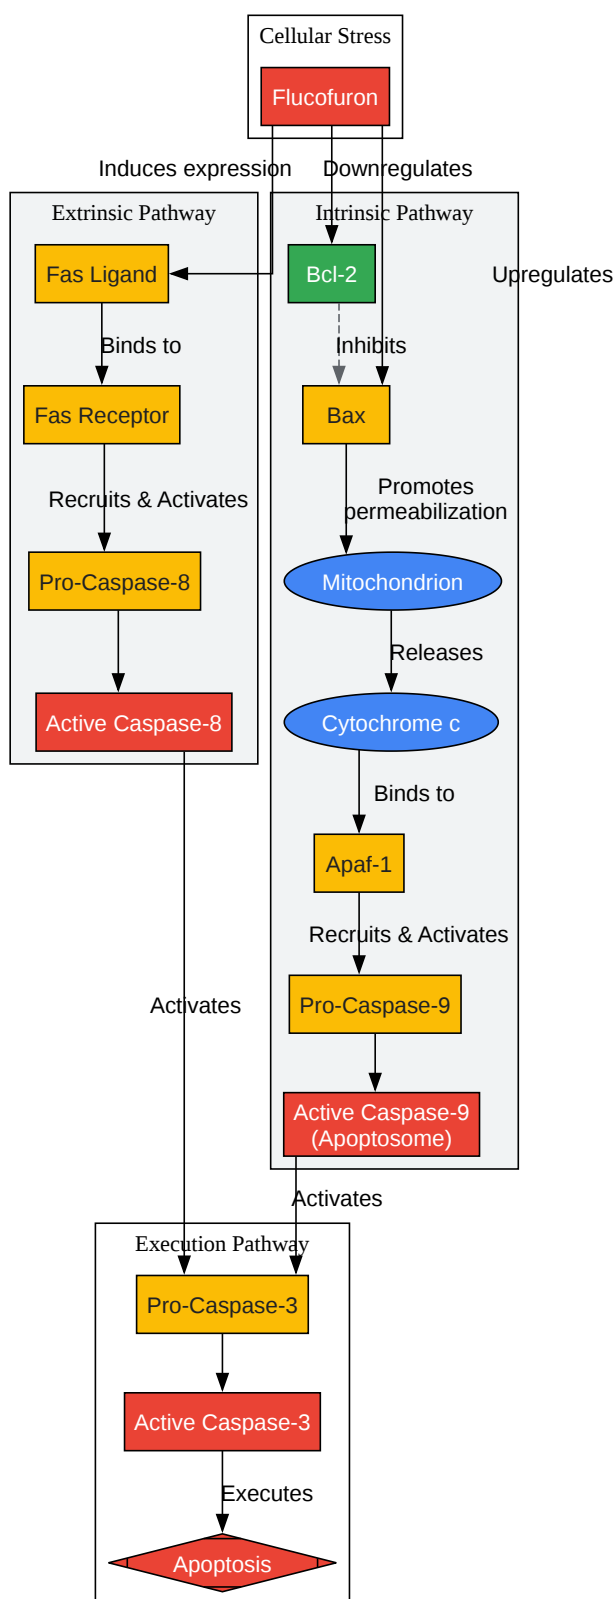 Cellular Stress
Flucofuron
Induces expression
Downregulates
Upregulates
Extrinsic Pathway
Fas Ligand
Binds to
Fas Receptor
Recruits & Activates
Pro-Caspase-8
Active Caspase-8
Activates
Intrinsic Pathway
Bcl-2
Inhibits
Bax
Promotes
permeabilization
Mitochondrion
Releases
Cytochrome c
Binds to
Apaf-1
Recruits & Activates
Pro-Caspase-9
Active Caspase-9
(Apoptosome)
Activates
Execution Pathway
Pro-Caspase-3
Active Caspase-3
Executes
Apoptosis